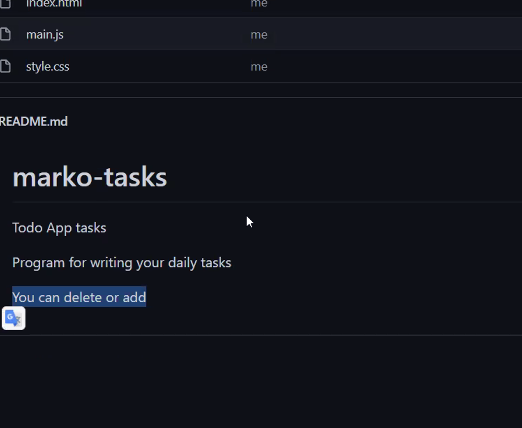 index.html me
main.js me
style.css me
README.md
marko-tasks
Todo App tasks
Program for writing your daily tasks
You can delete or add
G